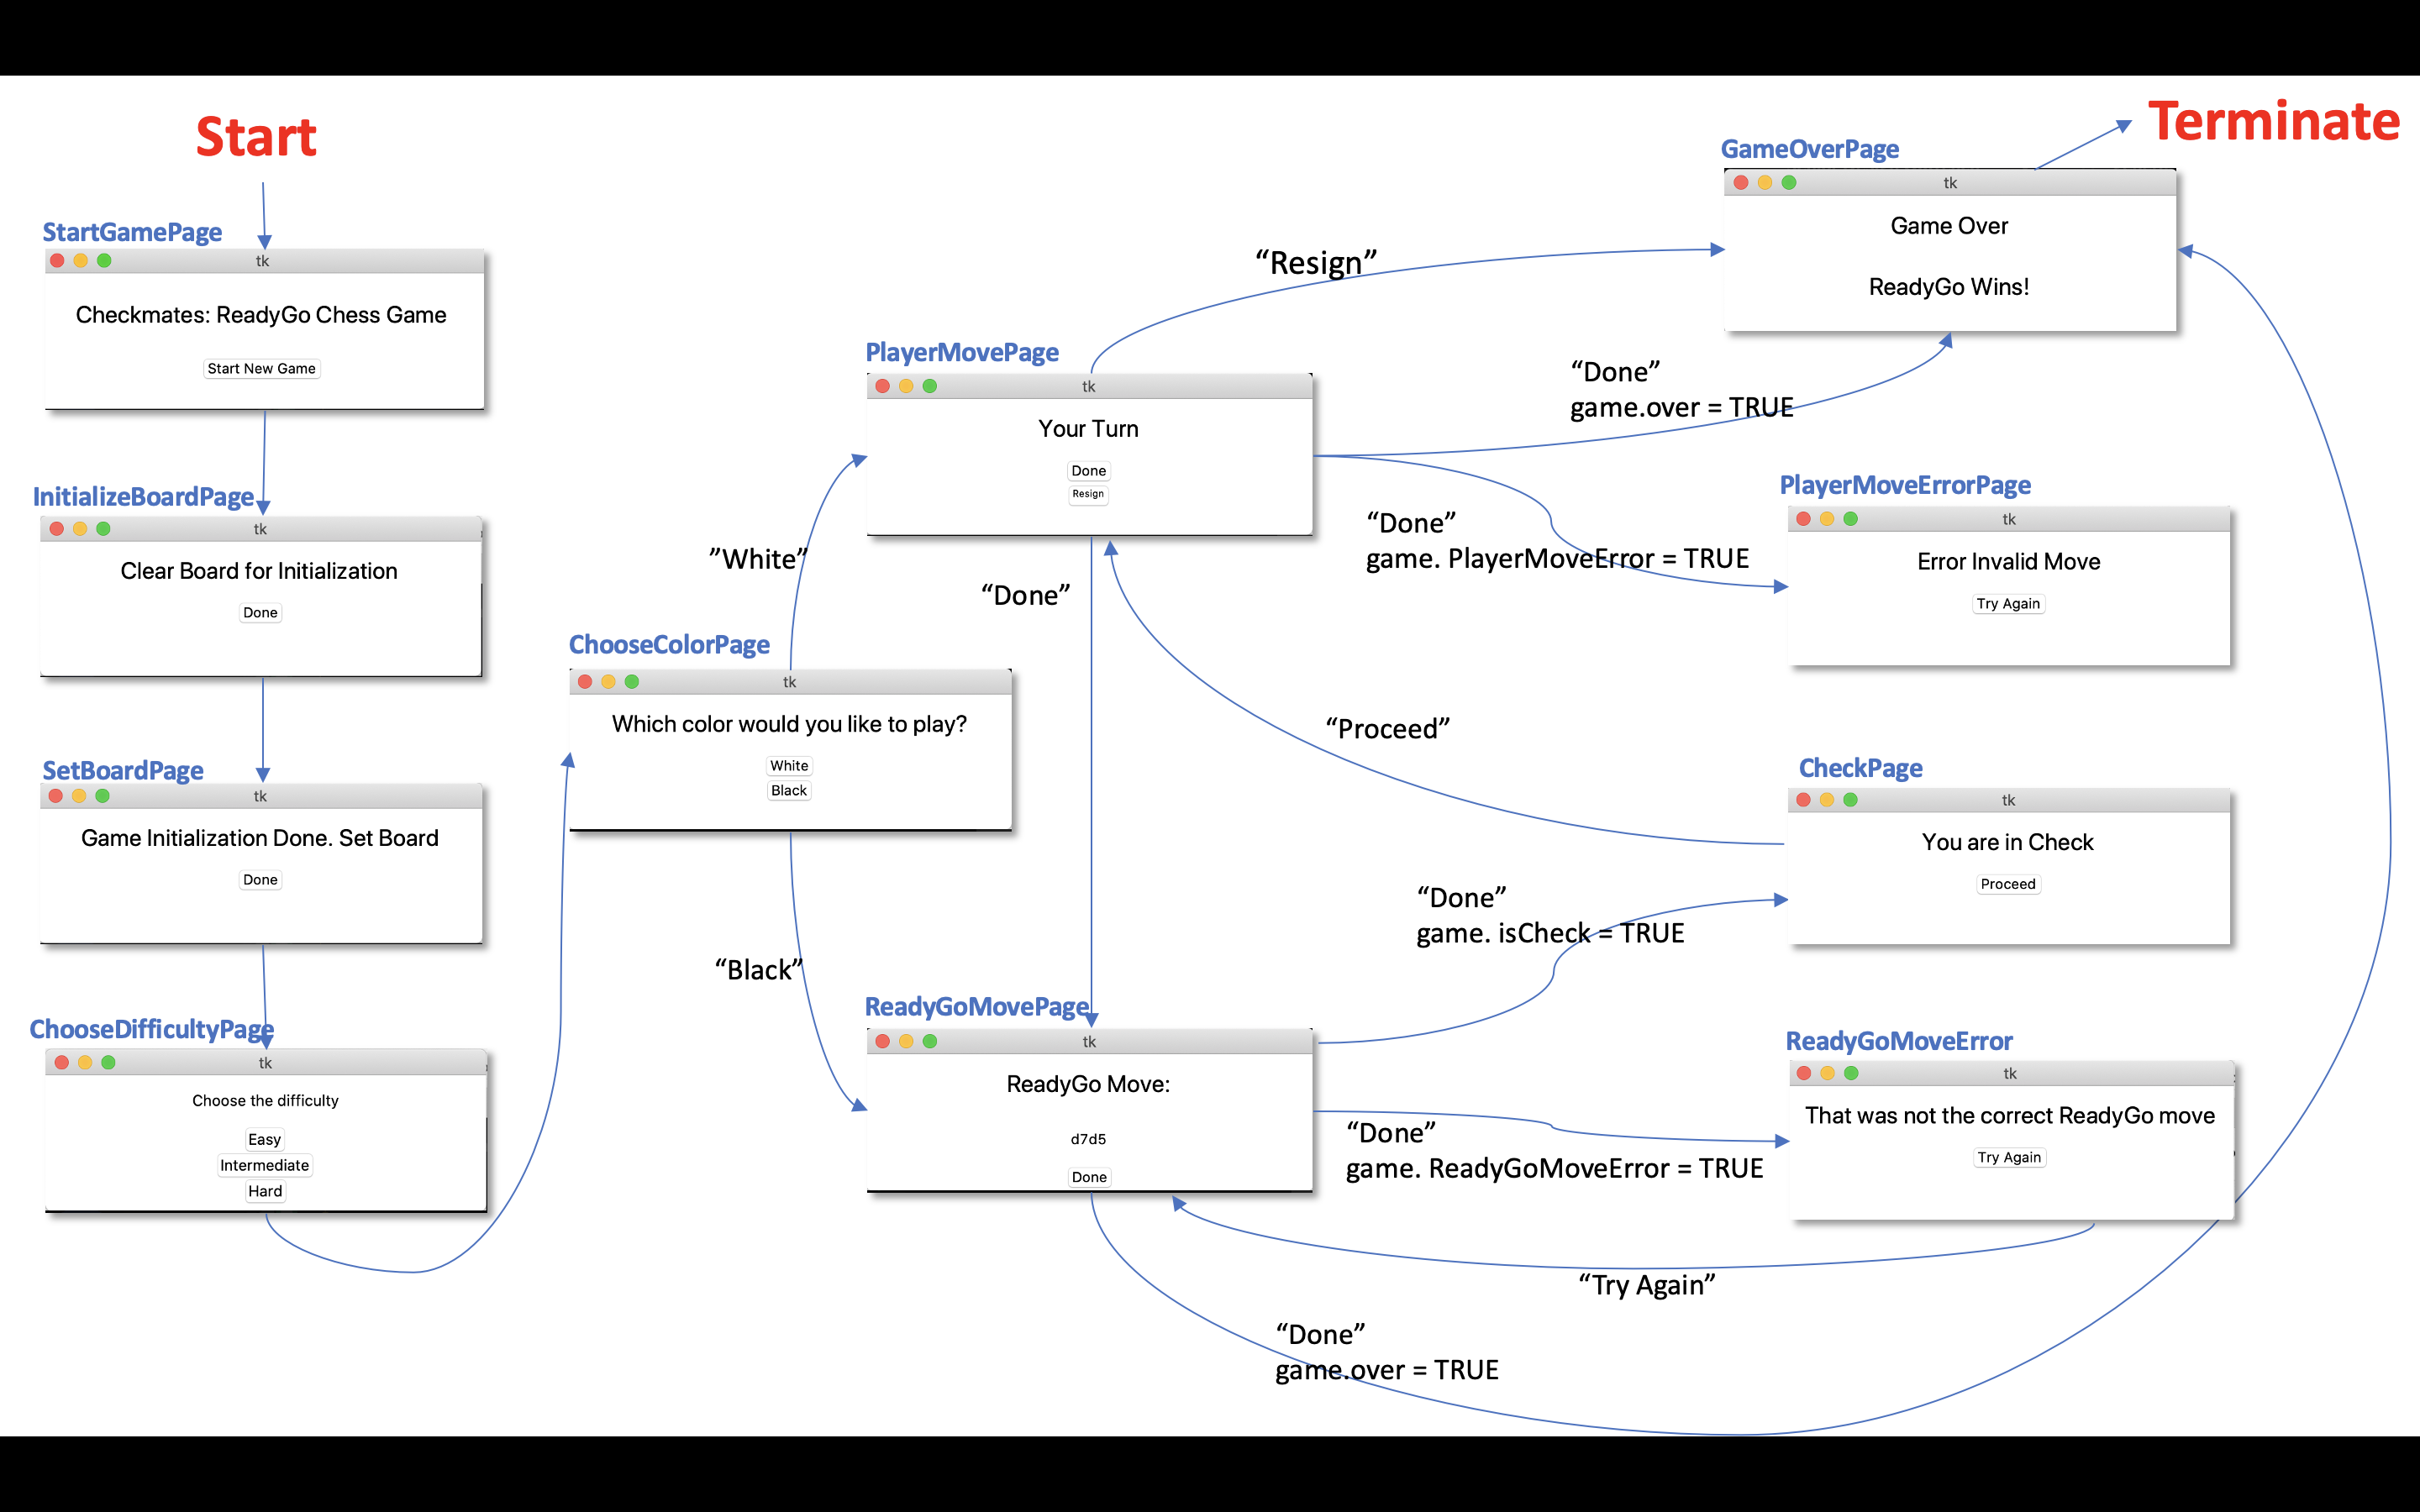 Start
StartGamePage
tk
Checkmates: ReadyGo Chess Game
Start New Game
InitializeBoardPage
tk
Clear Board for Initialization
Done
SetBoardPage
tk
Game Initialization Done. Set Board
Done
ChooseDifficultyPage
tk
Choose the difficulty
Easy
Intermediate
Hard
ChooseColorPage
tk
Which color would you like to play?
White
Black
”White”
“Black”
PlayerMovePage
tk
Your Turn
Done
Resign
“Done”
ReadyGoMovePage
tk
ReadyGo Move:
d7d5
Done
“Resign”
“Done”
game.over = TRUE
“Done”
game. PlayerMoveError = TRUE
“Proceed”
“Done”
game. isCheck = TRUE
“Done”
game. ReadyGoMoveError = TRUE
“Try Again”
“Done”
game.over = TRUE
Terminate
GameOverPage
tk
Game Over
ReadyGo Wins!
PlayerMoveErrorPage
tk
Error Invalid Move
Try Again
CheckPage
tk
You are in Check
Proceed
ReadyGoMoveError
tk
That was not the correct ReadyGo move
Try Again